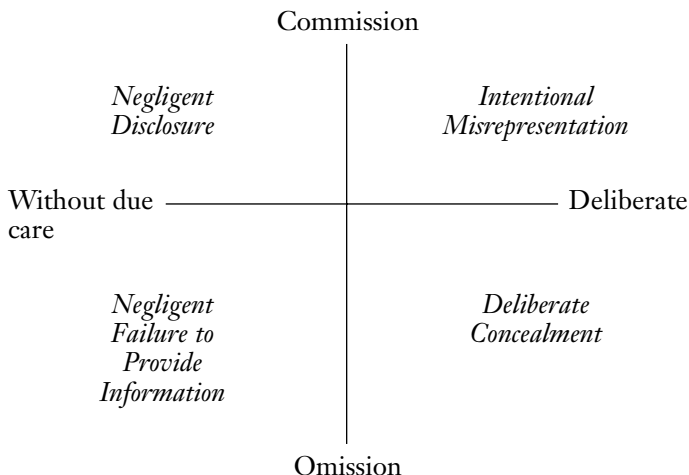 Commission
Negligent
Disclosure
Intentional
Misrepresentation
Without due
care
Deliberate
Negligent
Failure to
Provide
Information
Deliberate
Concealment
Omission